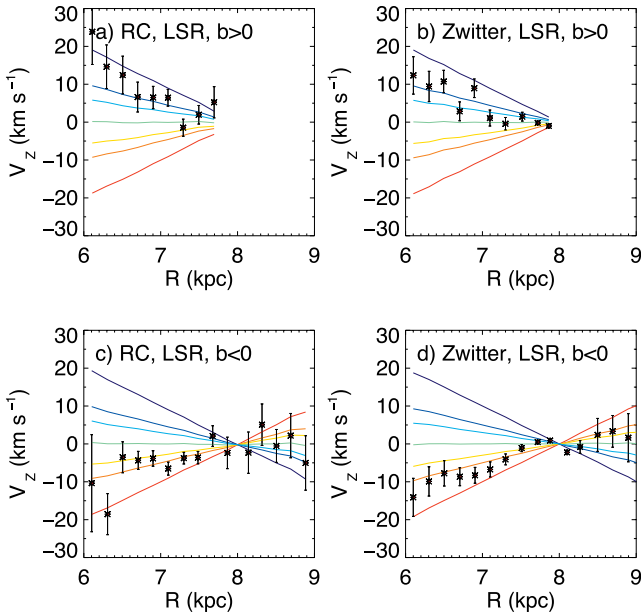 30
20
10
0
-10
-20
-30
V_Z (km s⁻¹)
a) RC, LSR, b>0
6 7 8 9
R (kpc)
30
20
10
0
-10
-20
-30
V_Z (km s⁻¹)
b) Zwitter, LSR, b>0
6 7 8 9
R (kpc)
30
20
10
0
-10
-20
-30
V_Z (km s⁻¹)
c) RC, LSR, b<0
6 7 8 9
R (kpc)
30
20
10
0
-10
-20
-30
V_Z (km s⁻¹)
d) Zwitter, LSR, b<0
6 7 8 9
R (kpc)